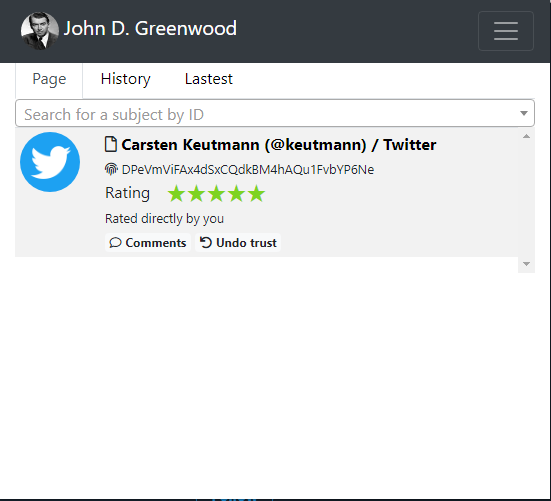 John D. Greenwood
Page History Lastest
Search for a subject by ID
Carsten Keutmann (@keutmann) / Twitter
DPeVmViFAx4dSxCQdkBM4hAQu1FvbYP6Ne
Rating
Rated directly by you
Comments Undo trust